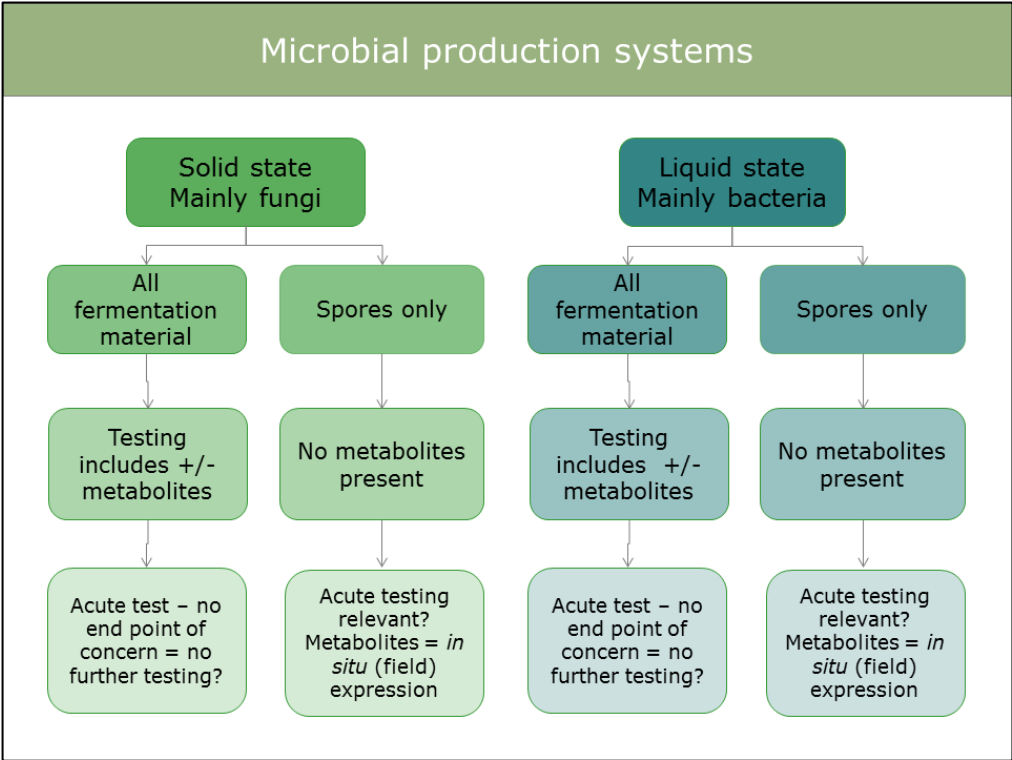 Microbial production systems
Solid state
Mainly fungi
Liquid state
Mainly bacteria
All
fermentation
material
Spores only
All
fermentation
material
Spores only
Testing
includes +/-
metabolites
No metabolites
present
Testing
includes +/-
metabolites
No metabolites
present
Acute test – no
end point of
concern = no
further testing?
Acute testing
relevant?
Metabolites = in
situ (field)
expression
Acute test – no
end point of
concern = no
further testing?
Acute testing
relevant?
Metabolites = in
situ (field)
expression